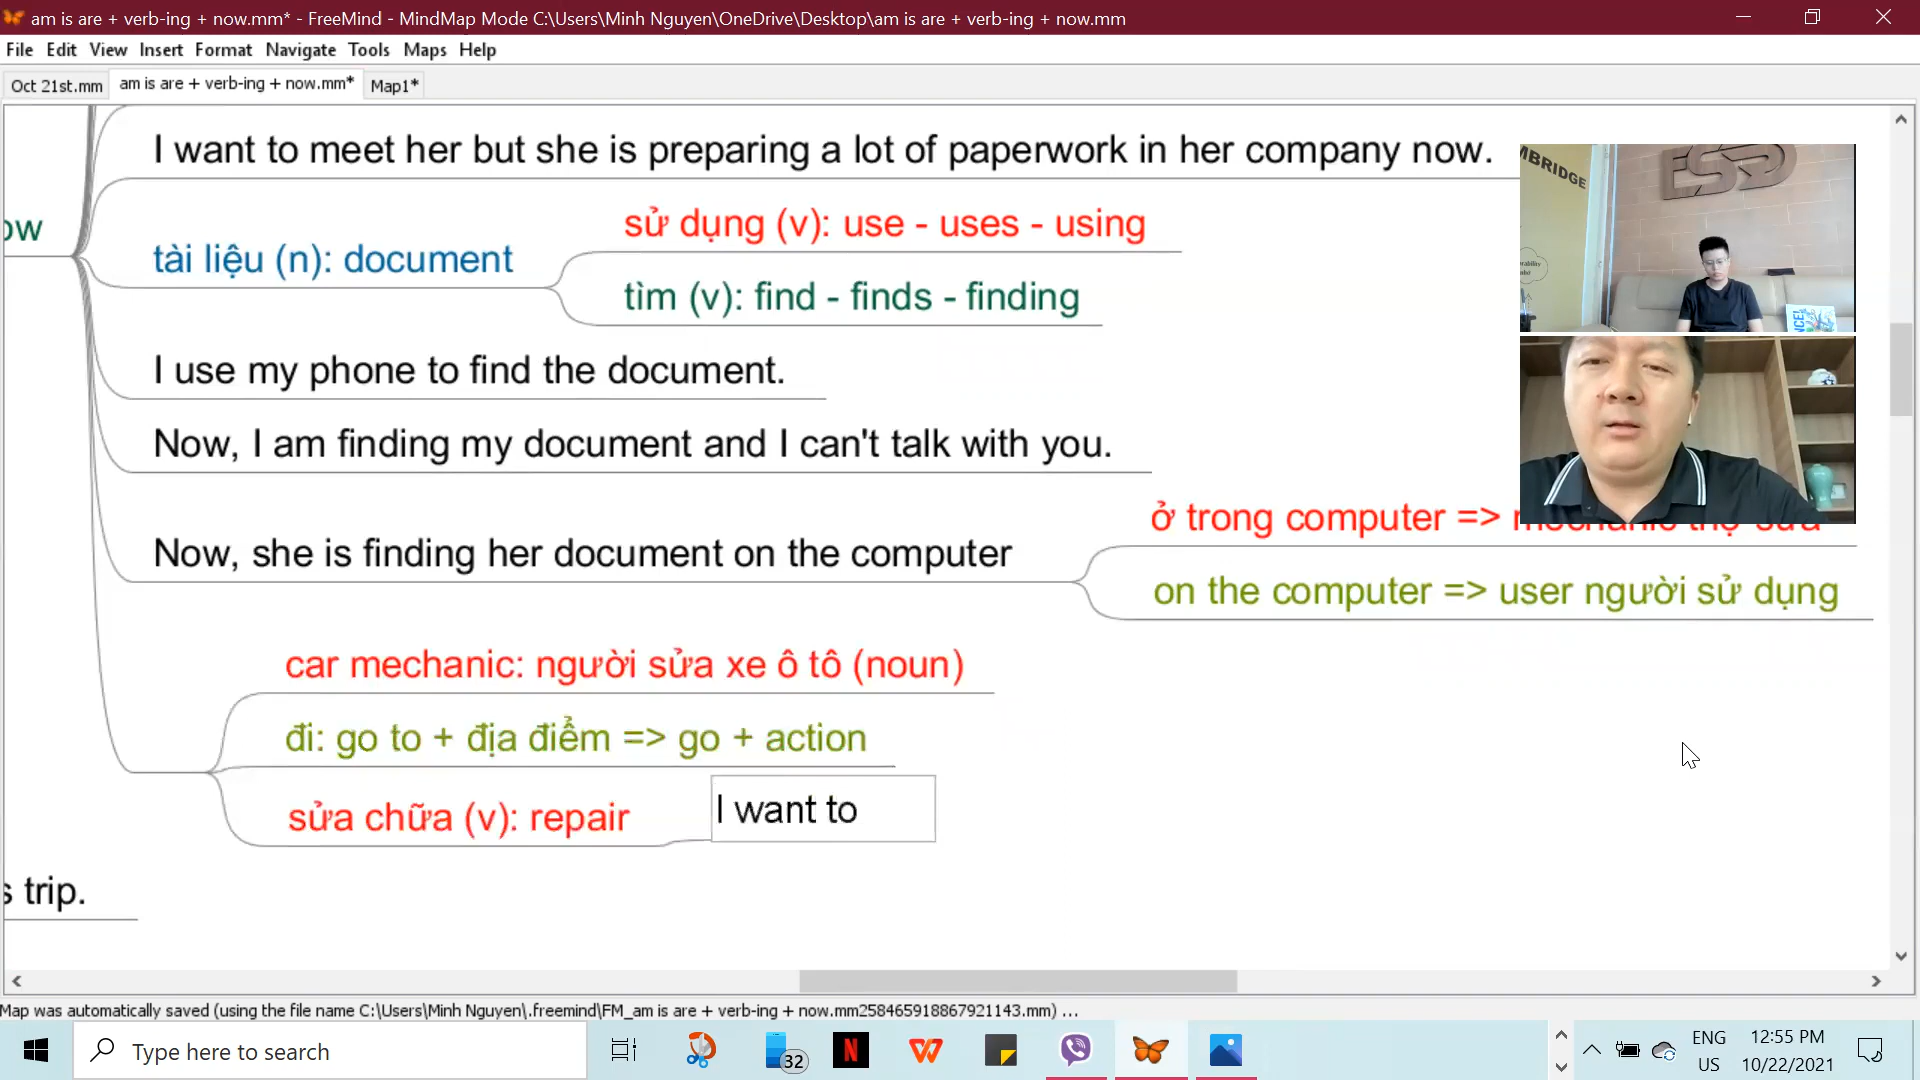 am is are + verb-ing + now.mm* - FreeMind - MindMap Mode C:\Users\Minh Nguyen\OneDrive\Desktop\am is are + verb-ing + now.mm
File Edit View Insert Format Navigate Tools Maps Help
Oct 21st.mm am is are + verb-ing + now.mm* Map1*
I want to meet her but she is preparing a lot of paperwork in her company now.
MBRIDGE
ESD
ow
sử dụng (v): use - uses - using
tài liệu (n): document
tìm (v): find - finds - finding
I use my phone to find the document.
Now, I am finding my document and I can't talk with you.
ở trong computer => mechanic thợ sửa
Now, she is finding her document on the computer
on the computer => user người sử dụng
car mechanic: người sửa xe ô tô (noun)
đi: go to + địa điểm => go + action
sửa chữa (v): repair
I want to
s trip.
Map was automatically saved (using the file name C:\Users\Minh Nguyen\.freemind\FM_am is are + verb-ing + now.mm258465918867921143.mm) ...
Type here to search
32
N
W
ENG
US
12:55 PM
10/22/2021